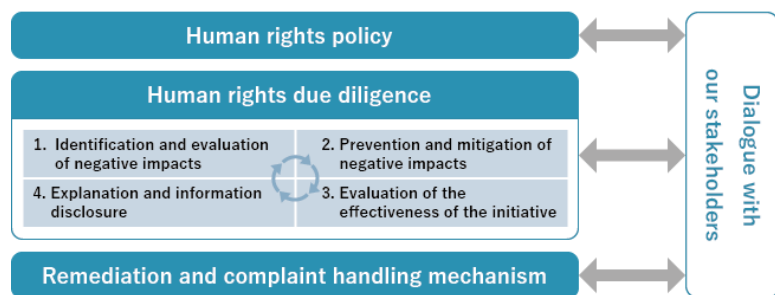 Human rights policy
Human rights due diligence
1. Identification and evaluation
of negative impacts
2. Prevention and mitigation of
negative impacts
4. Explanation and information
disclosure
3. Evaluation of the
effectiveness of the initiative
Remediation and complaint handling mechanism
Dialogue with
our stakeholders